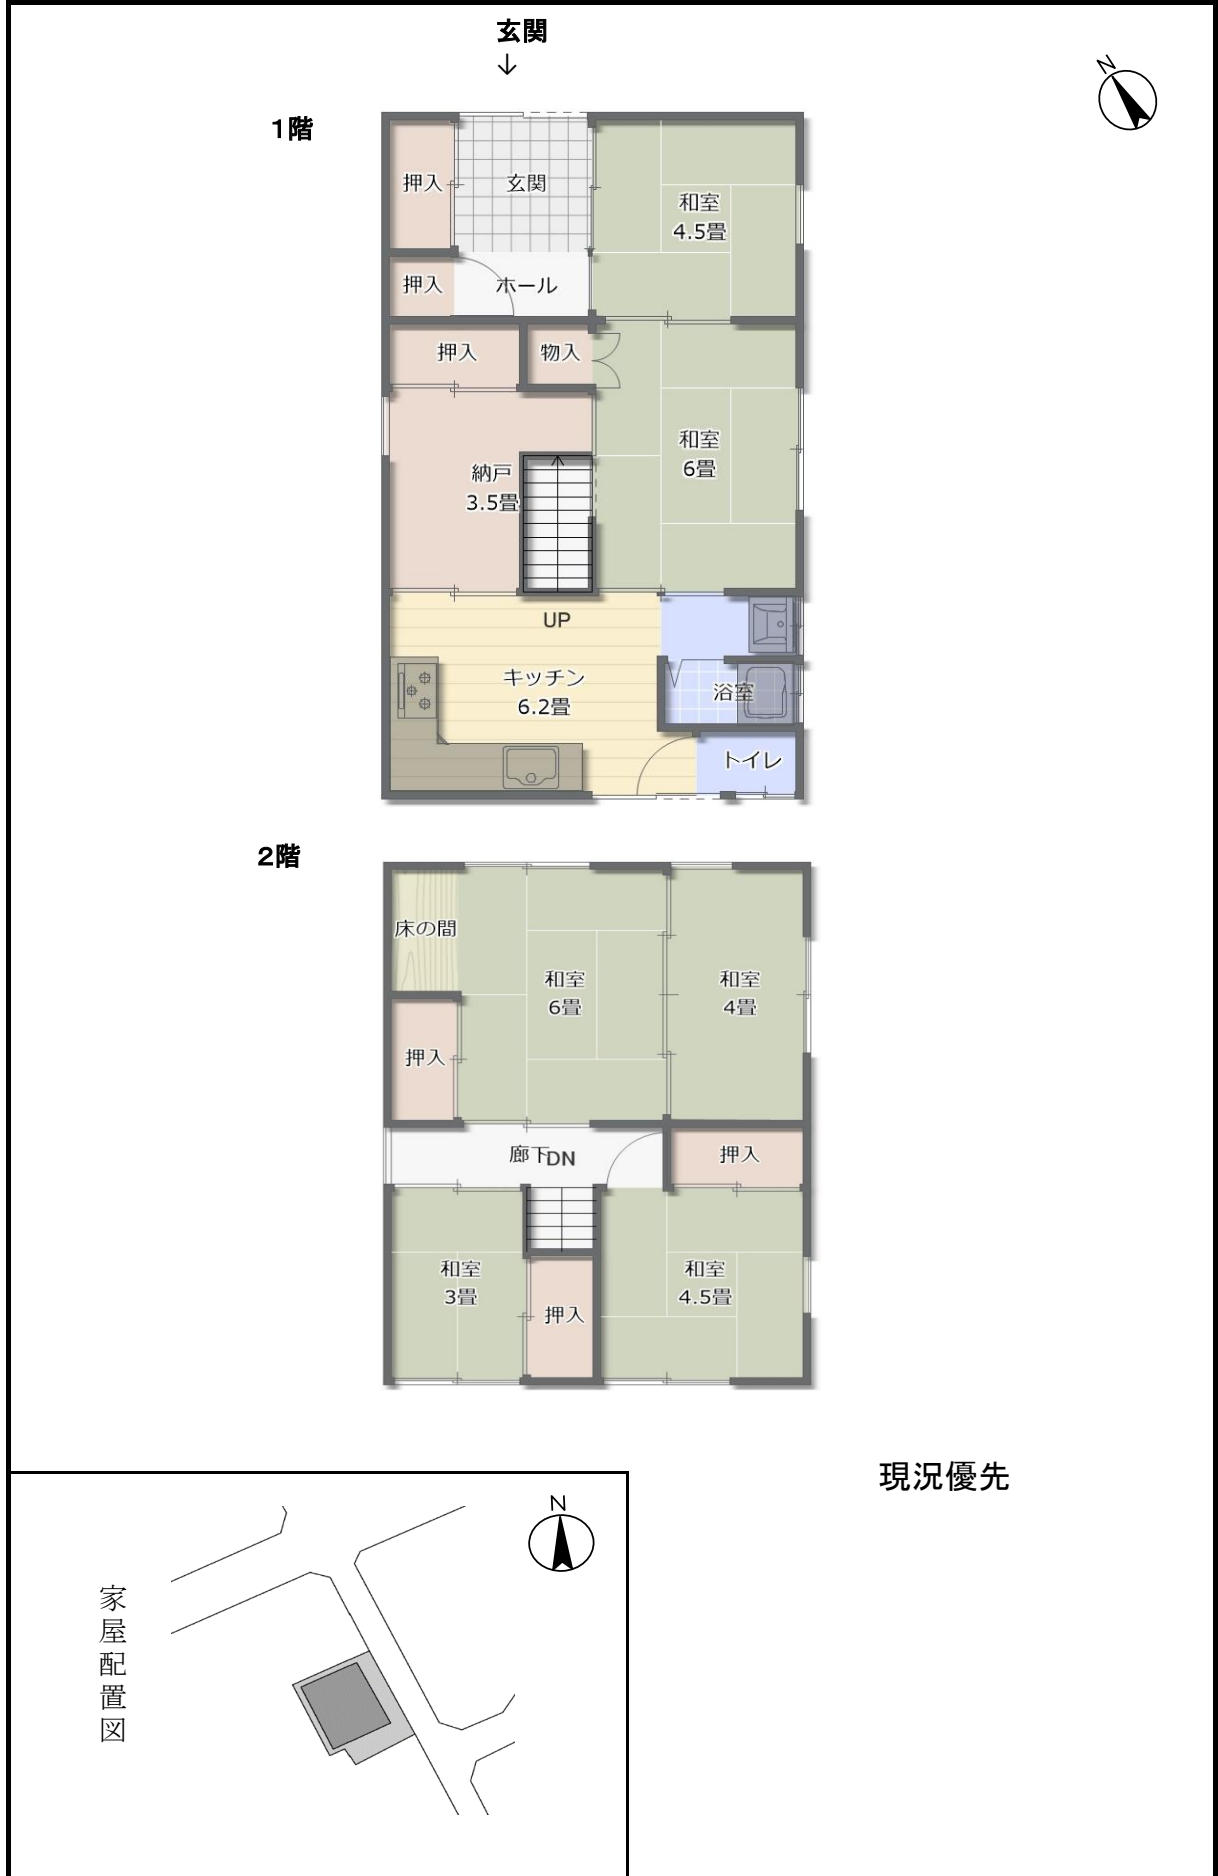 玄関
↓
N
1階
押入
玄関
和室
4.5畳
押入
ホール
押入
物入
和室
6畳
納戸
3.5畳
UP
キッチン
6.2畳
浴室
トイレ
2階
床の間
和室
6畳
和室
4畳
押入
廊下
DN
押入
和室
3畳
押入
和室
4.5畳
現況優先
N
家屋配置図